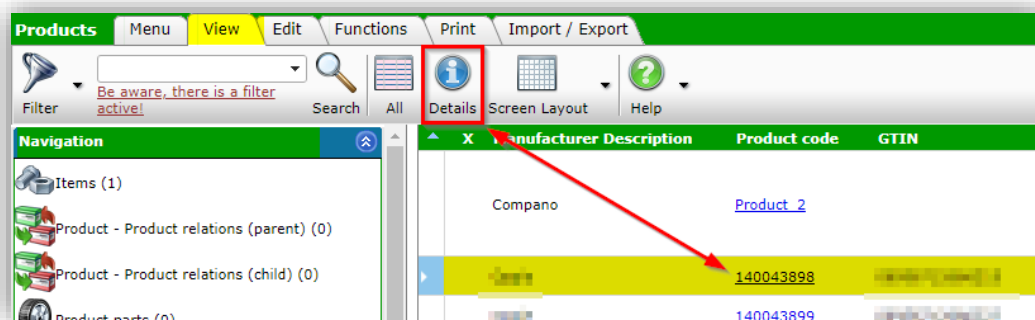 Products Menu View Edit Functions Print Import / Export
Be aware, there is a filter
active!
Filter Search All Details Screen Layout Help
Navigation
X Manufacturer Description Product code GTIN
Items (1)
Compano Product_2
Product - Product relations (parent) (0)
Product - Product relations (child) (0)
140043898
Product parts (0)
140043899